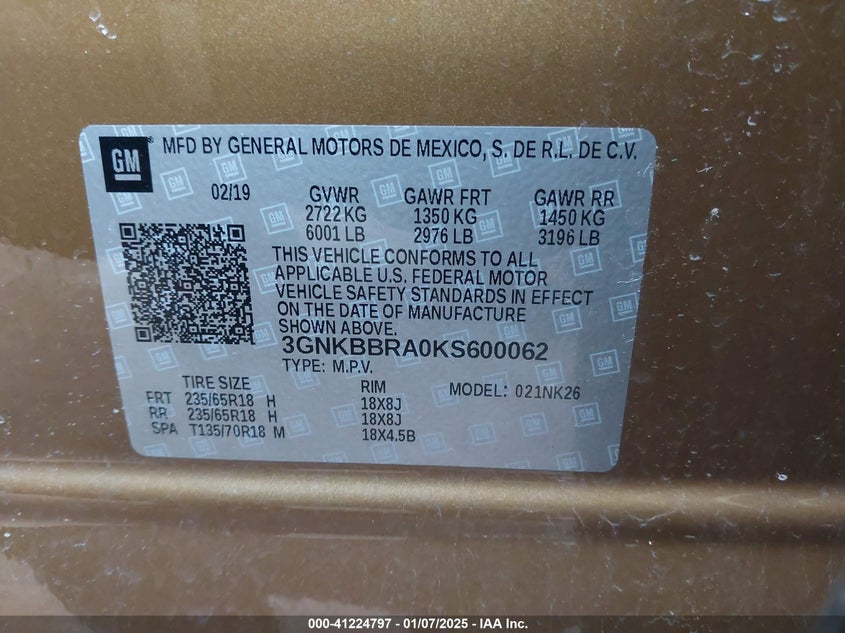 GM ® MFD BY GENERAL MOTORS DE MEXICO, S. DE R.L. DE C.V.
02/19 GVWR GAWR FRT GAWR RR
2722 KG 1350 KG 1450 KG
6001 LB 2976 LB 3196 LB
THIS VEHICLE CONFORMS TO ALL
APPLICABLE U.S. FEDERAL MOTOR
VEHICLE SAFETY STANDARDS IN EFFECT
ON THE DATE OF MANUFACTURE
SHOWN ABOVE.
3GNKBBRA0KS600062
TYPE: M.P.V.
TIRE SIZE RIM MODEL: 021NK26
FRT 235/65R18 H 18X8J
RR 235/65R18 H 18X8J
SPA T135/70R18 M 18X4.5B
000-41224797 - 01/07/2025 - IAA Inc.